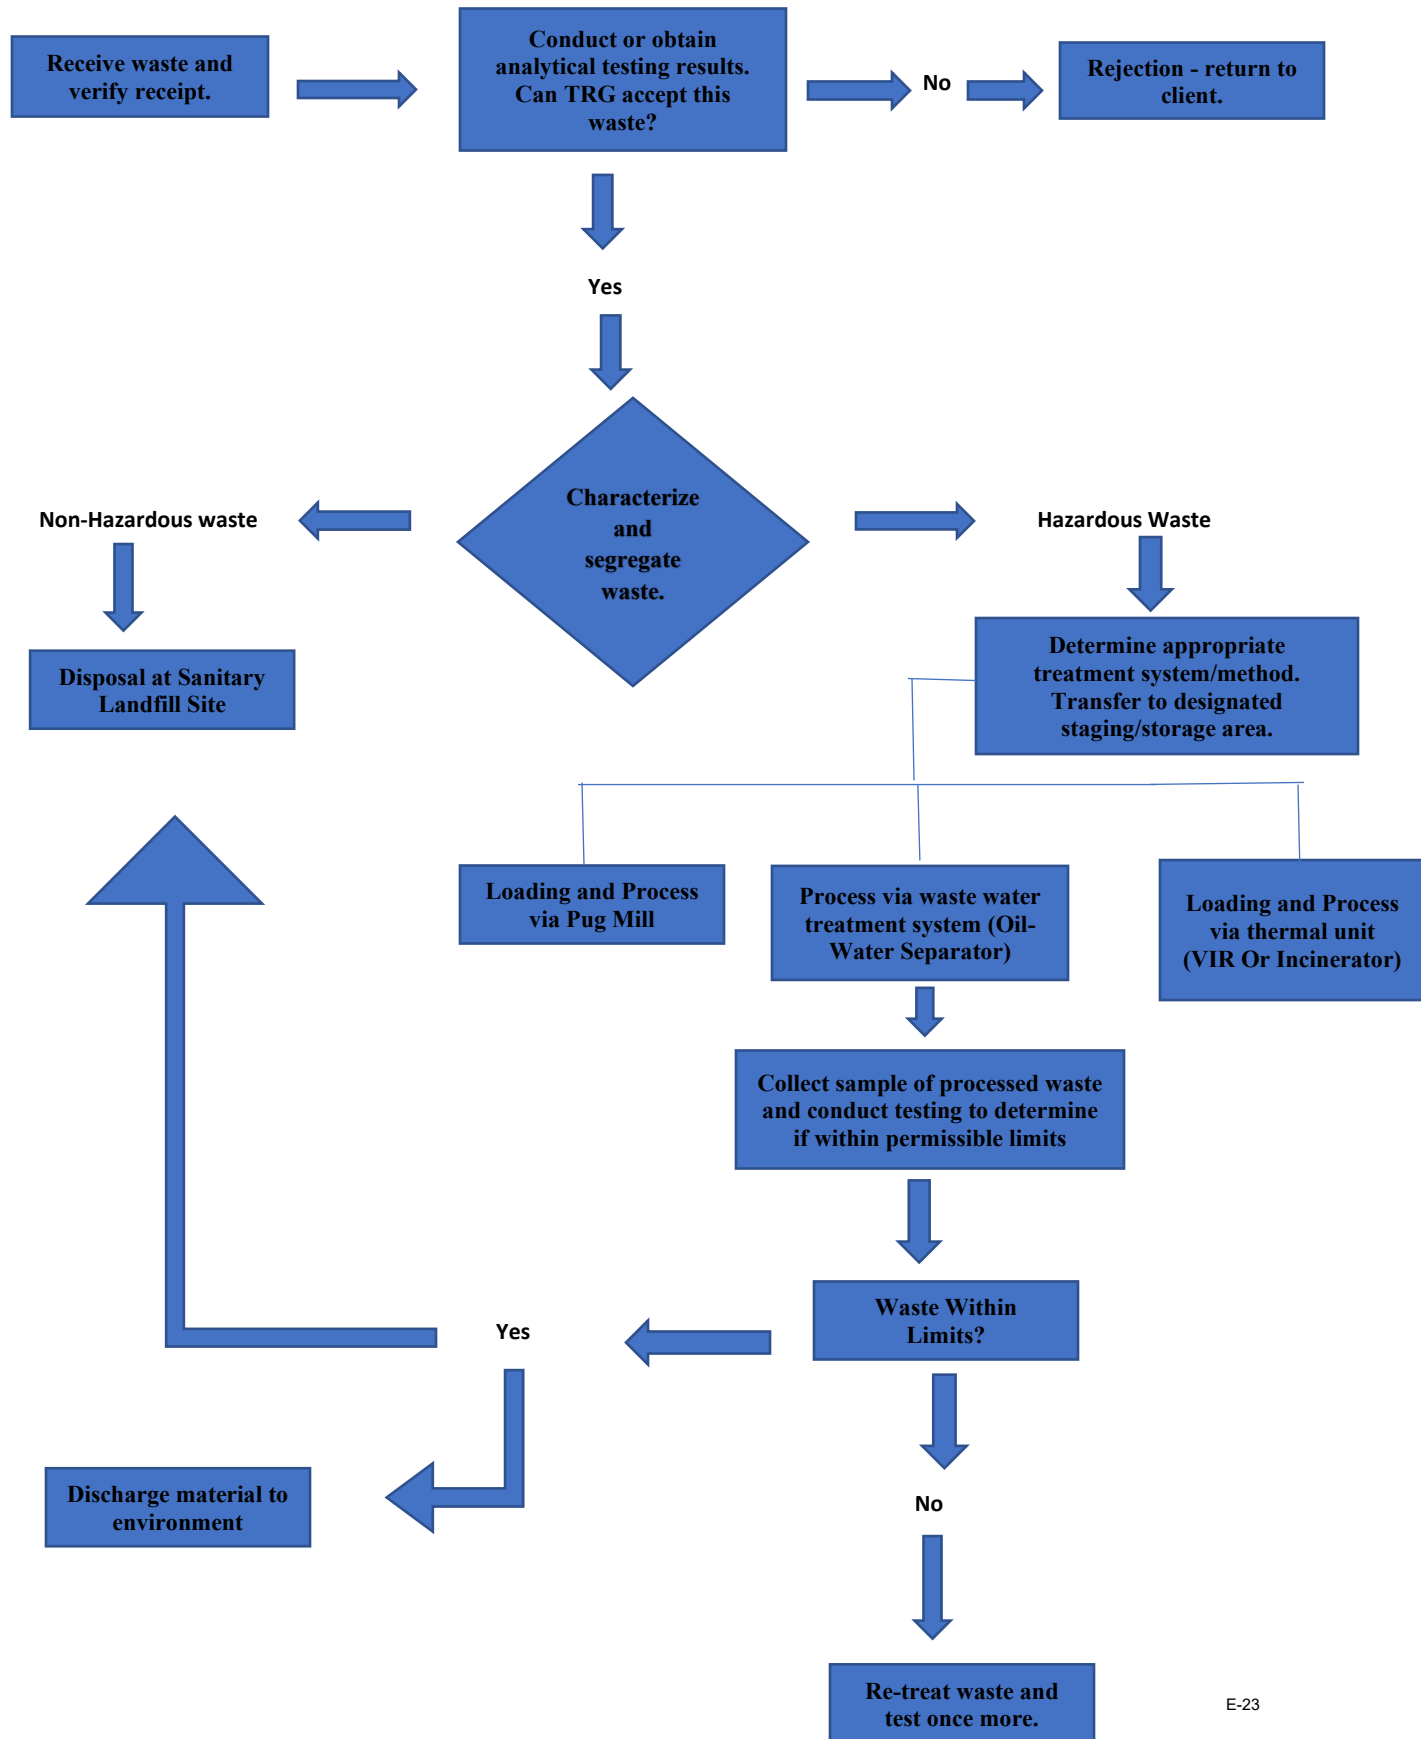 Receive waste and
verify receipt.
Conduct or obtain
analytical testing results.
Can TRG accept this
waste?
No
Rejection - return to
client.
Yes
Characterize
and
segregate
waste.
Non-Hazardous waste
Hazardous Waste
Disposal at Sanitary
Landfill Site
Determine appropriate
treatment system/method.
Transfer to designated
staging/storage area.
Loading and Process
via Pug Mill
Process via waste water
treatment system (Oil-
Water Separator)
Loading and Process
via thermal unit
(VIR Or Incinerator)
Collect sample of processed waste
and conduct testing to determine
if within permissible limits
Waste Within
Limits?
Yes
Discharge material to
environment
No
Re-treat waste and
test once more.
E-23